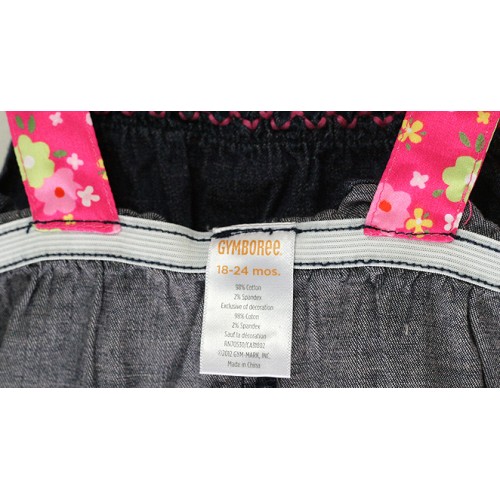 GYMBOREE
18-24 mos.
98% Cotton
2% Spandex
Exclusive of decoration
98% Coton
2% Spandex
Sauf la décoration
©2012 GYM-MARK, INC.
Made in China